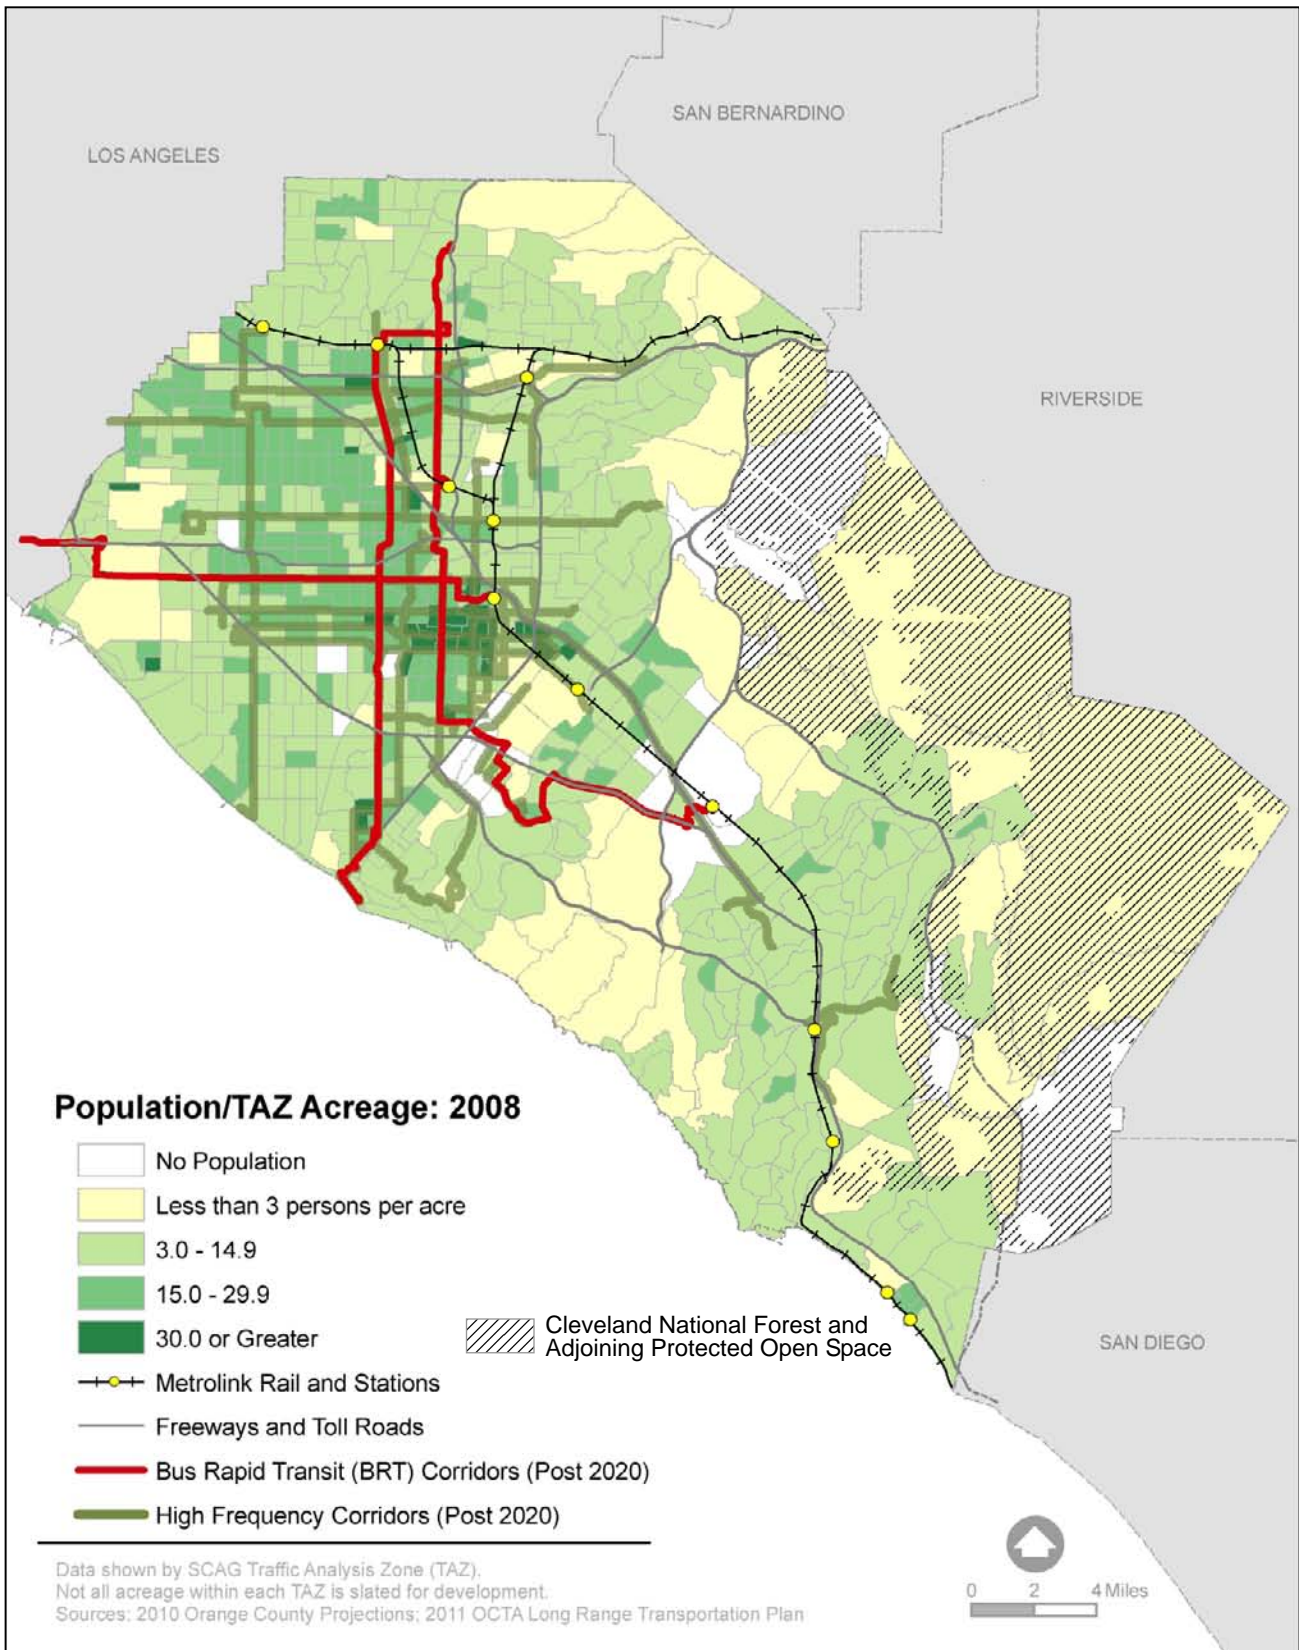 SAN BERNARDINO
LOS ANGELES
RIVERSIDE
Population/TAZ Acreage: 2008
No Population
Less than 3 persons per acre
3.0 - 14.9
15.0 - 29.9
30.0 or Greater
Cleveland National Forest and
Adjoining Protected Open Space
SAN DIEGO
Metrolink Rail and Stations
Freeways and Toll Roads
Bus Rapid Transit (BRT) Corridors (Post 2020)
High Frequency Corridors (Post 2020)
Data shown by SCAG Traffic Analysis Zone (TAZ).
Not all acreage within each TAZ is slated for development.
Sources: 2010 Orange County Projections; 2011 OCTA Long Range Transportation Plan
0 2 4 Miles